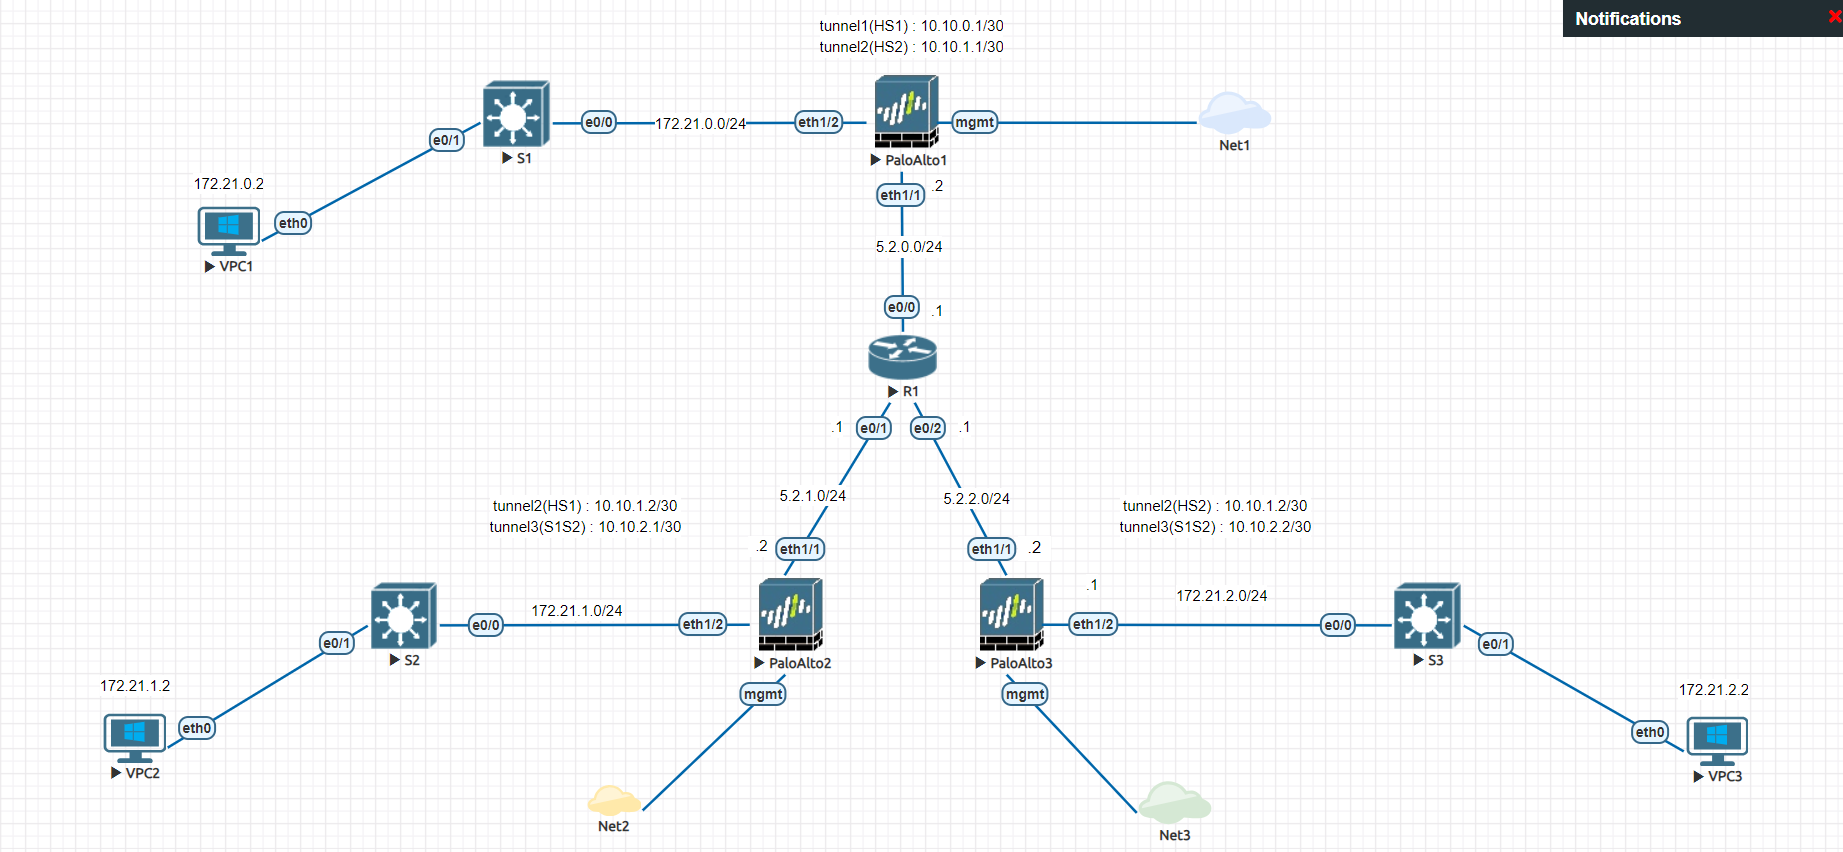 Notifications
tunnel1(HS1) : 10.10.0.1/30
tunnel2(HS2) : 10.10.1.1/30
e0/1
S1
e0/0
172.21.0.0/24
eth1/2
PaloAlto1
mgmt
Net1
172.21.0.2
eth0
VPC1
eth1/1
.2
5.2.0.0/24
e0/0
.1
R1
.1
e0/1
e0/2
.1
5.2.1.0/24
5.2.2.0/24
tunnel2(HS1) : 10.10.1.2/30
tunnel3(S1S2) : 10.10.2.1/30
tunnel2(HS2) : 10.10.1.2/30
tunnel3(S1S2) : 10.10.2.2/30
.2
eth1/1
eth1/1
.2
.1
172.21.1.0/24
172.21.2.0/24
e0/1
S2
e0/0
eth1/2
PaloAlto2
PaloAlto3
eth1/2
e0/0
S3
e0/1
172.21.1.2
eth0
VPC2
mgmt
mgmt
172.21.2.2
eth0
VPC3
Net2
Net3